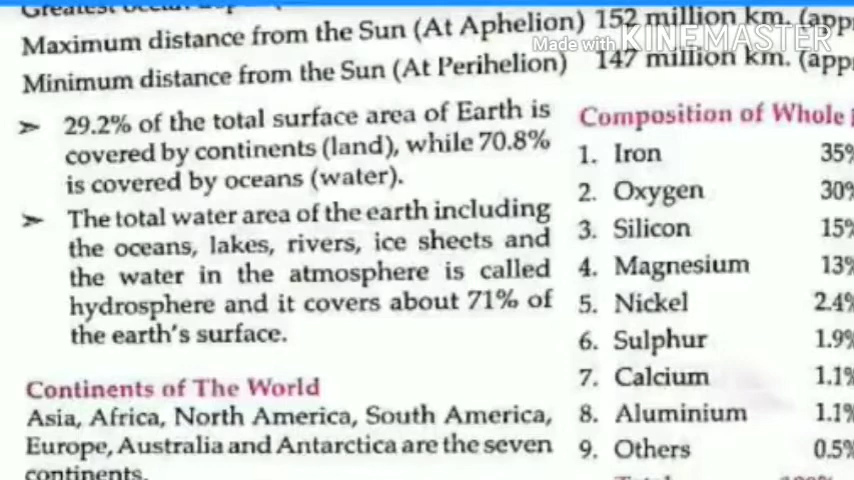 Greatest
Maximum distance from the Sun (At Aphelion) 152 million km. (appr
Made with KINEMASTER
Minimum distance from the Sun (At Perihelion) 147 million km. (appr
➢ 29.2% of the total surface area of Earth is
covered by continents (land), while 70.8%
is covered by oceans (water).
➢ The total water area of the earth including
the oceans, lakes, rivers, ice sheets and
the water in the atmosphere is called
hydrosphere and it covers about 71% of
the earth's surface.
Continents of The World
Asia, Africa, North America, South America,
Europe, Australia and Antarctica are the seven
continents.
Composition of Whole
1. Iron 35%
2. Oxygen 30%
3. Silicon 15%
4. Magnesium 13%
5. Nickel 2.4%
6. Sulphur 1.9%
7. Calcium 1.1%
8. Aluminium 1.1%
9. Others 0.5%